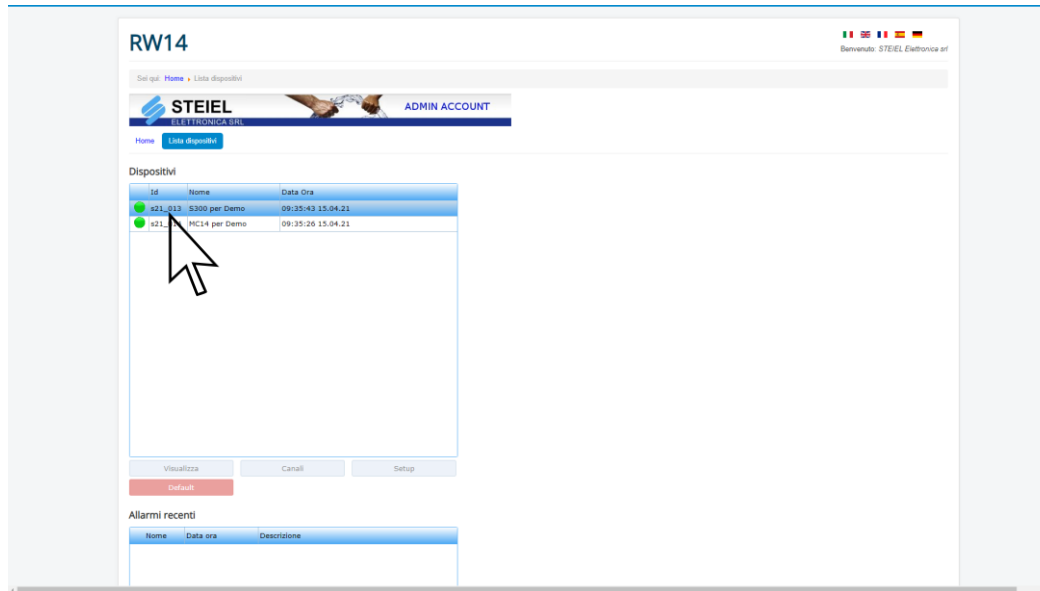 RW14
Benvenuto: STEIEL Elettronica srl
Sei qui: Home Lista dispositivi
STEIEL
ELETTRONICA SRL
ADMIN ACCOUNT
Home Lista dispositivi
Dispositivi
Id Nome Data Ora
s21_013 S300 per Demo 09:35:43 15.04.21
MC14 per Demo 09:35:26 15.04.21
Visualizza Canali Setup
Default
Allarmi recenti
Nome Data ora Descrizione